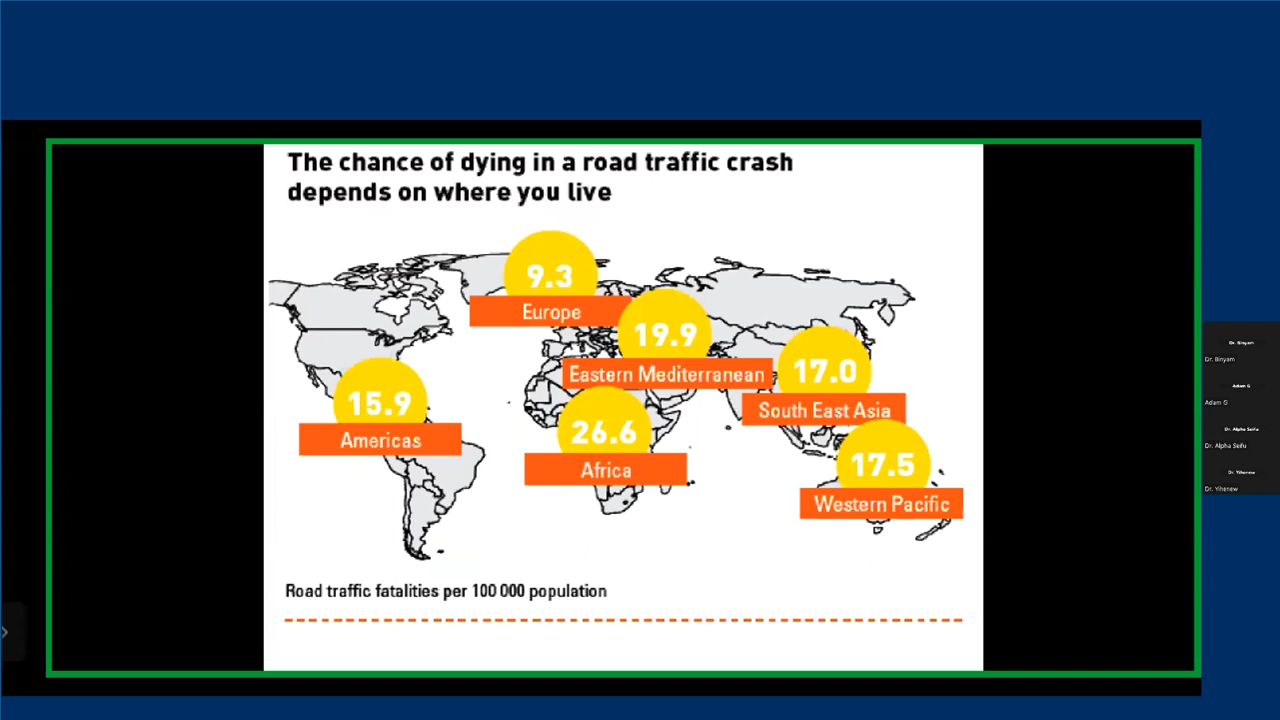 The chance of dying in a road traffic crash
depends on where you live
9.3
Europe
19.9
Eastern Mediterranean
17.0
South East Asia
15.9
Americas
26.6
Africa
17.5
Western Pacific
Road traffic fatalities per 100 000 population
Dr. Binyam
Dr. Binyam
Adam G
Adam G
Dr. Alpha Seifu
Dr. Alpha Seifu
Dr. Yihenew
Dr. Yihenew